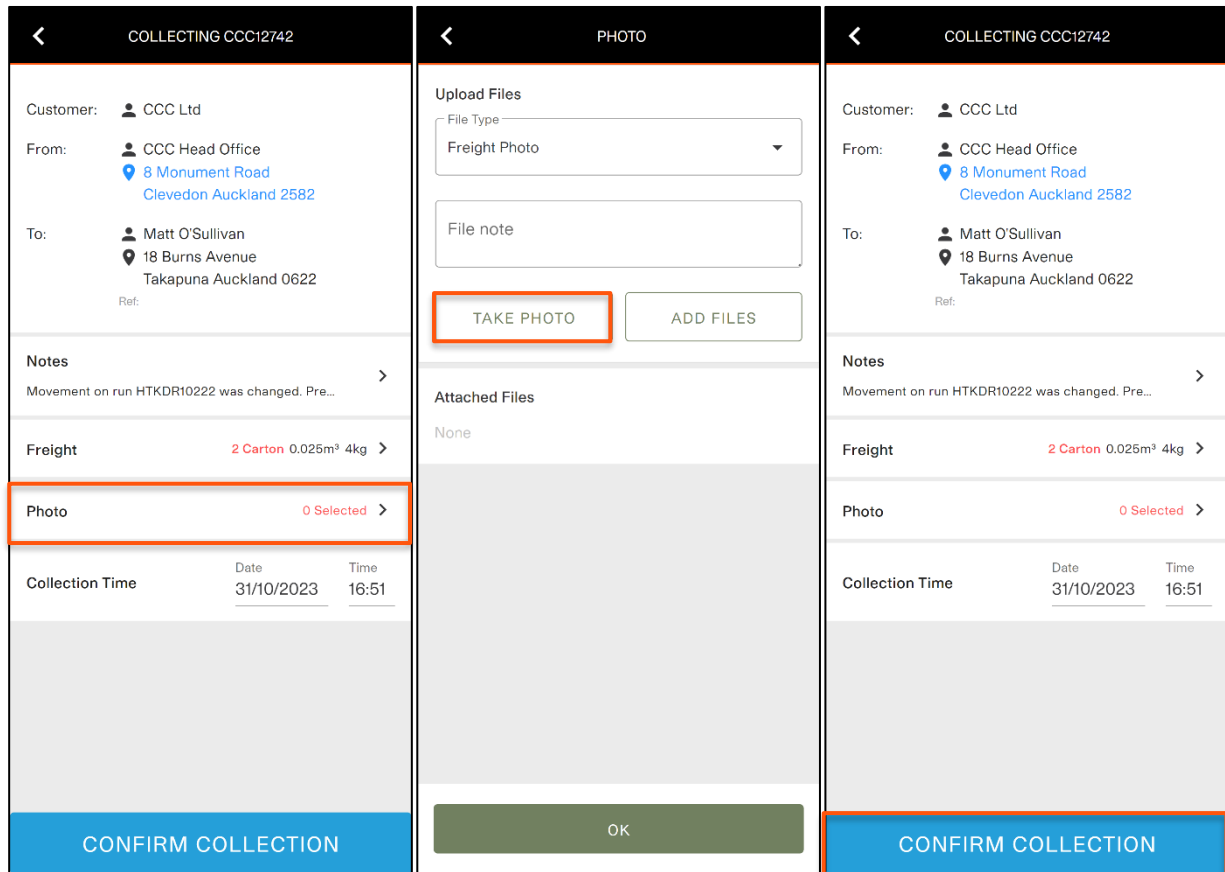 COLLECTING CCC12742
Customer: CCC Ltd
From: CCC Head Office
8 Monument Road
Clevedon Auckland 2582
To: Matt O'Sullivan
18 Burns Avenue
Takapuna Auckland 0622
Ref:
Notes
Movement on run HTKDR10222 was changed. Pre...
Freight 2 Carton 0.025m³ 4kg
Photo 0 Selected
Date Time
Collection Time 31/10/2023 16:51
CONFIRM COLLECTION
PHOTO
Upload Files
File Type
Freight Photo
File note
TAKE PHOTO ADD FILES
Attached Files
None
OK
COLLECTING CCC12742
Customer: CCC Ltd
From: CCC Head Office
8 Monument Road
Clevedon Auckland 2582
To: Matt O'Sullivan
18 Burns Avenue
Takapuna Auckland 0622
Ref:
Notes
Movement on run HTKDR10222 was changed. Pre...
Freight 2 Carton 0.025m³ 4kg
Photo 0 Selected
Date Time
Collection Time 31/10/2023 16:51
CONFIRM COLLECTION